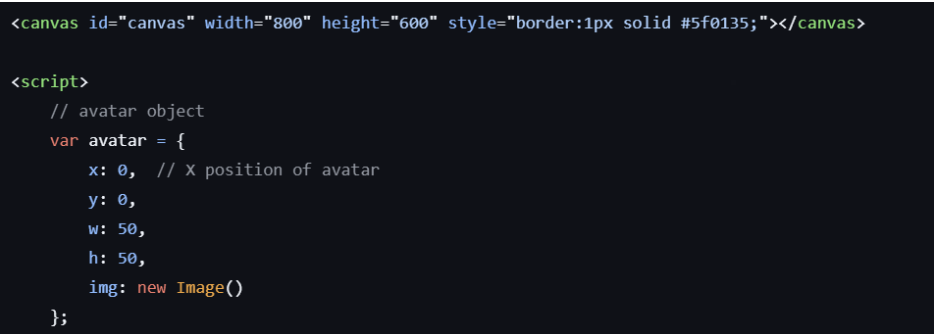 <canvas id="canvas" width="800" height="600" style="border:1px solid #5f0135;"></canvas>
<script>
// avatar object
var avatar = {
x: 0,  // X position of avatar
y: 0,
w: 50,
h: 50,
img: new Image()
};